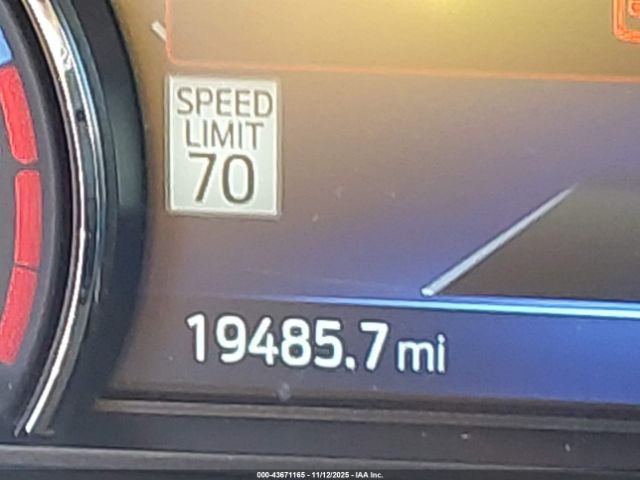 SPEED
LIMIT
70
19485.7 mi
000-43671165 - 11/12/2025 - IAA Inc.